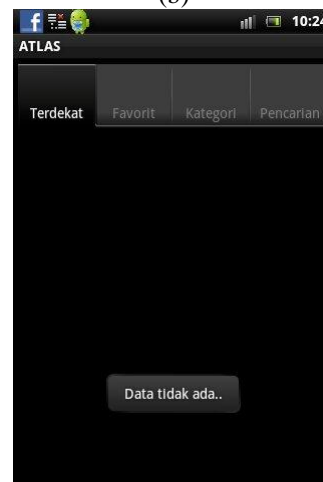 (b)
10:24
ATLAS
Terdekat Favorit Kategori Pencarian
Data tidak ada..